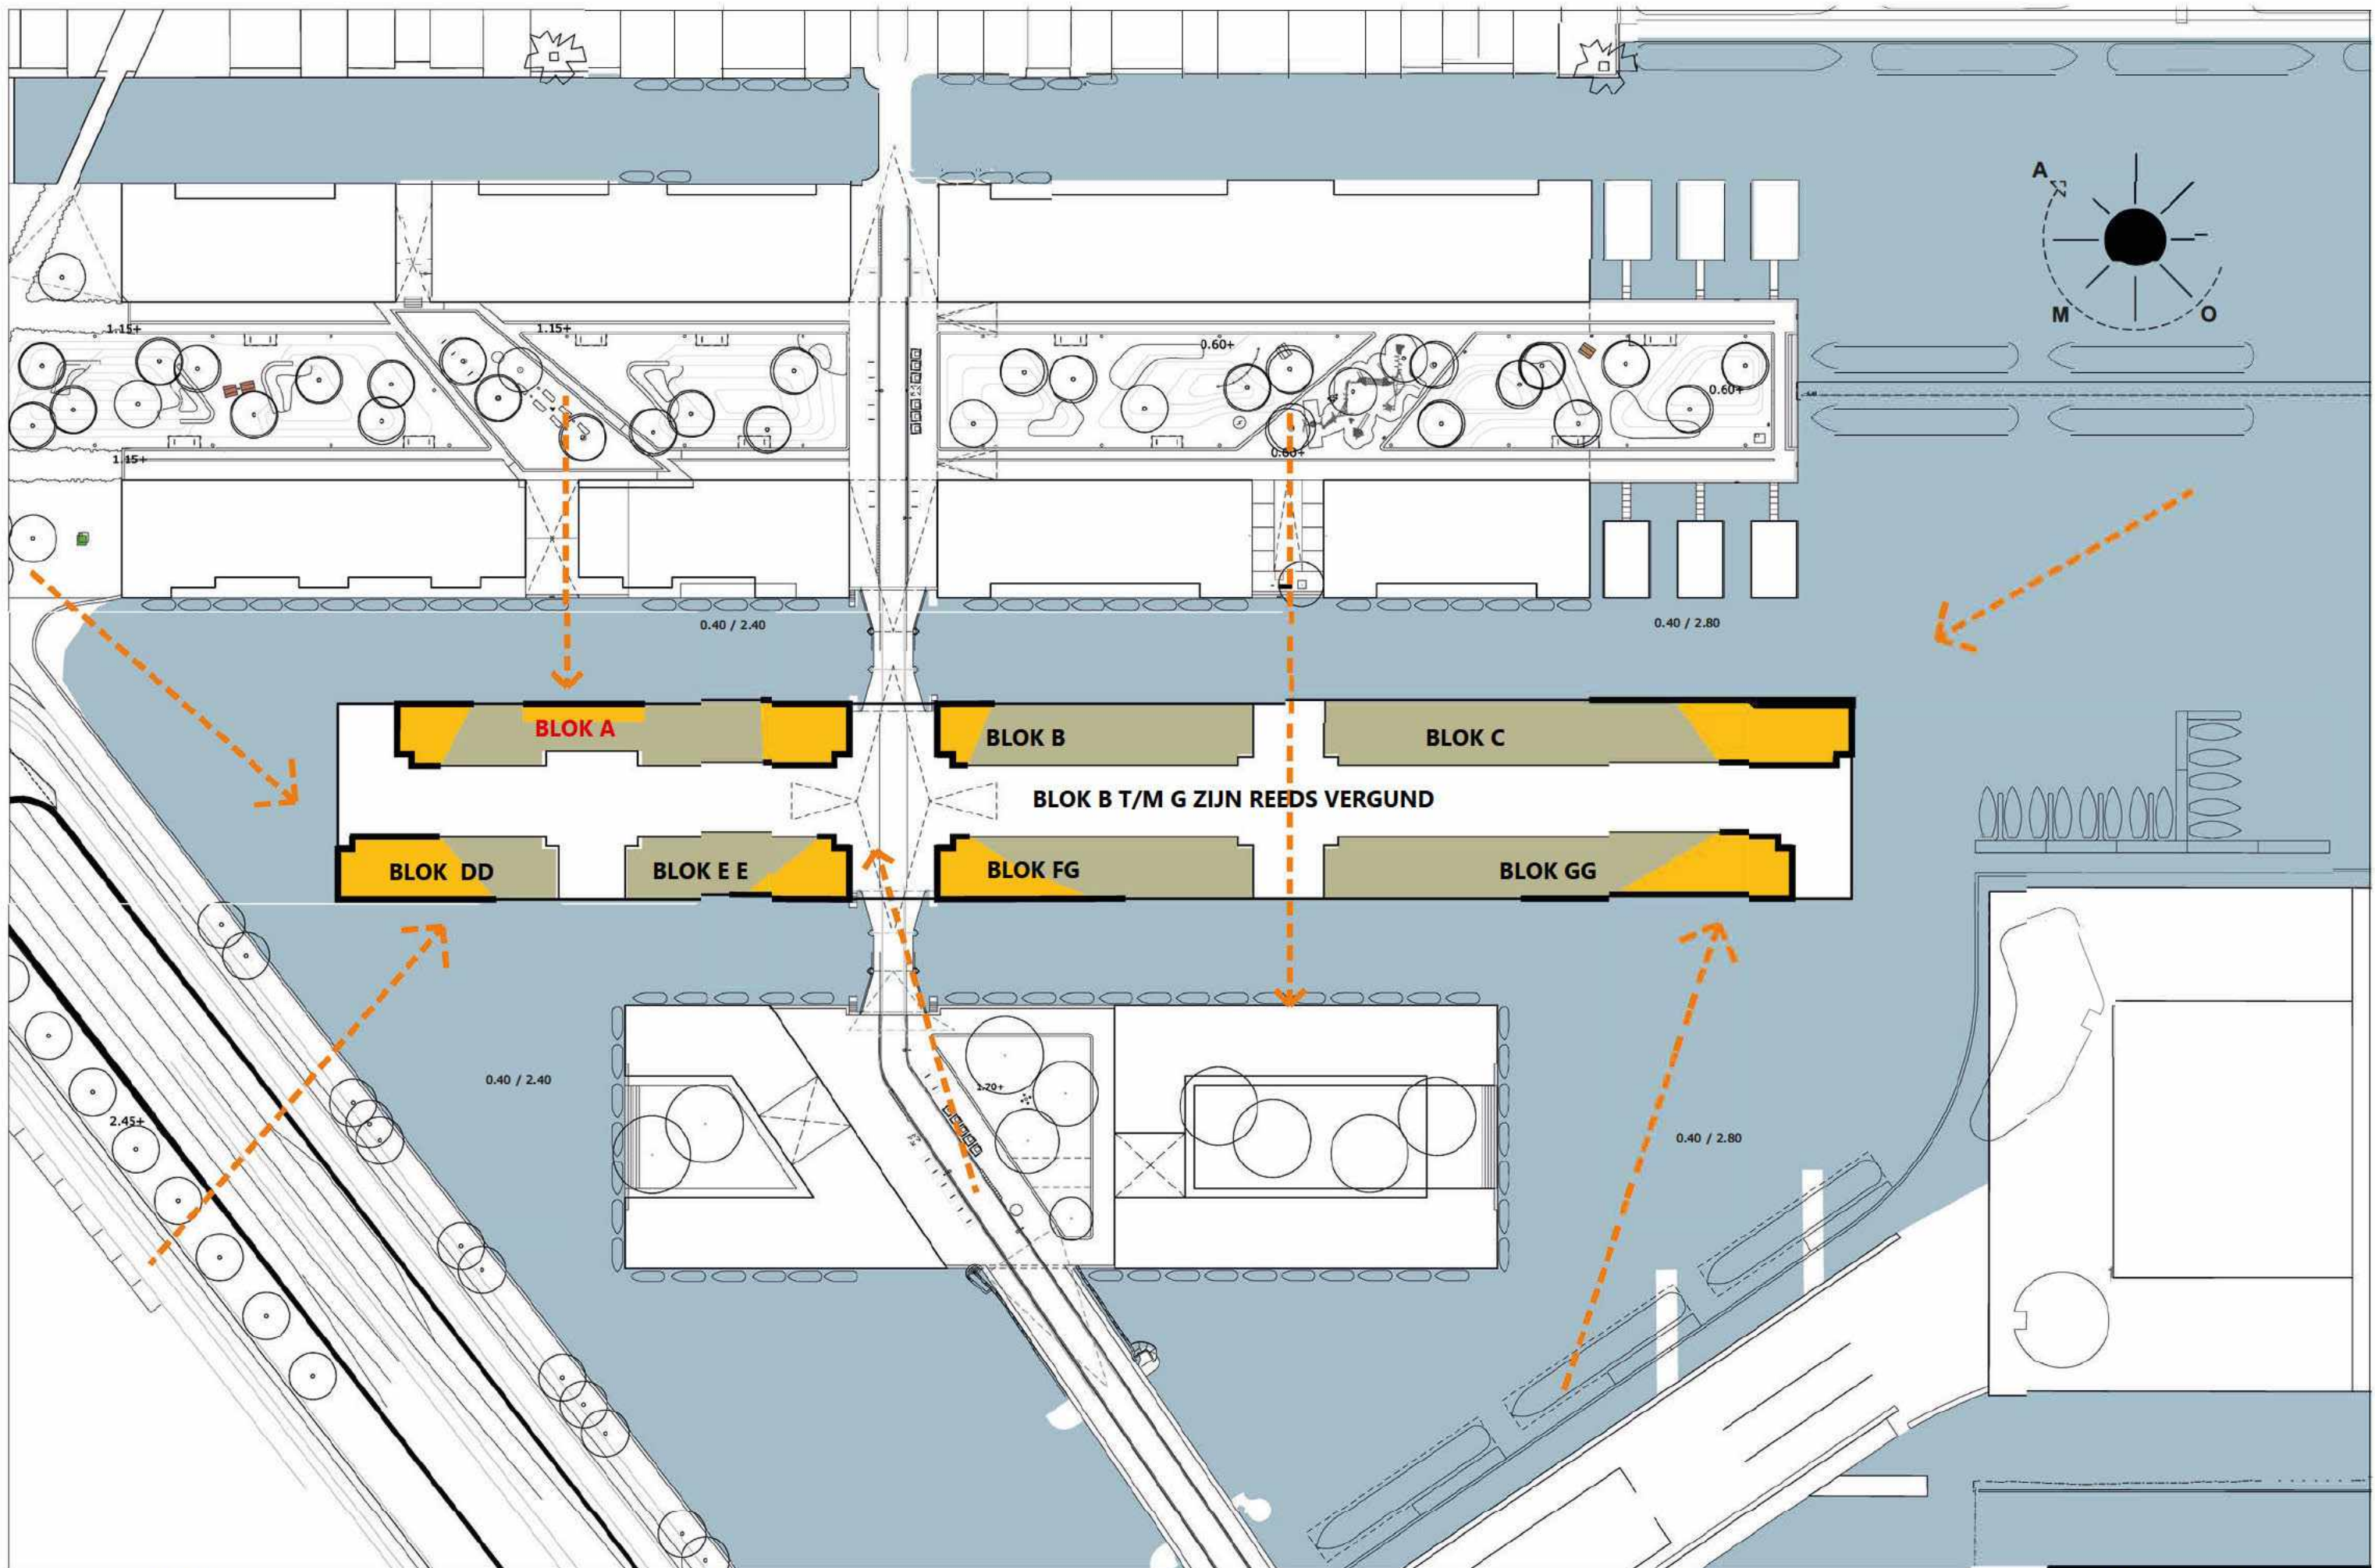 A
M
O
1.15+
1.15+
0.60+
0.60+
1.15+
0.60+
0.40 / 2.40
0.40 / 2.80
BLOK A
BLOK B
BLOK C
BLOK B T/M G ZIJN REEDS VERGUND
BLOK DD
BLOK E E
BLOK FG
BLOK GG
0.40 / 2.40
1.70+
2.45+
0.40 / 2.80